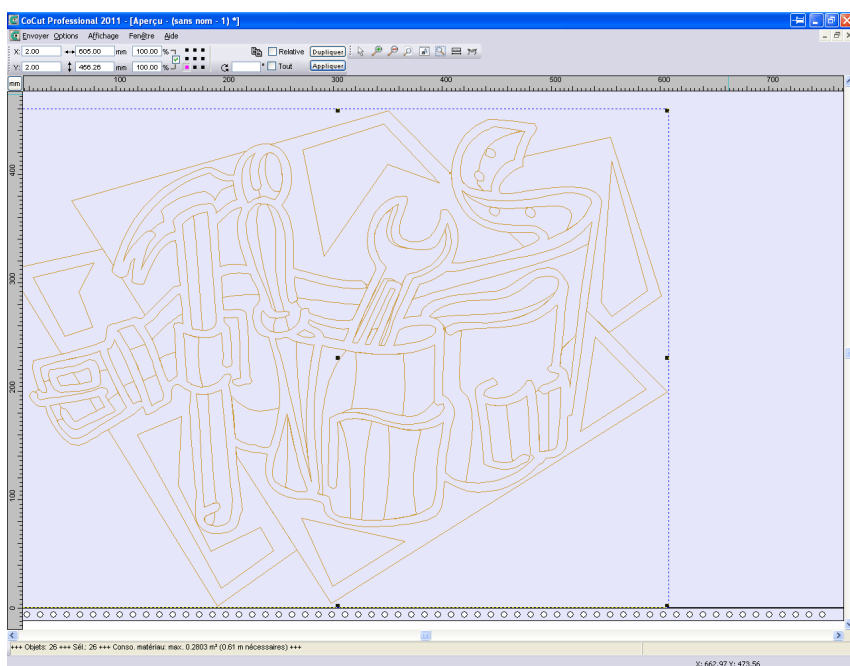 CoCut Professional 2011 - [Aperçu - (sans nom - 1) *]
Envoyer Options Affichage Fenêtre Aide
X: 2.00 605.00 mm 100.00 % Relative Dupliquer
Y: 2.00 466.26 mm 100.00 % ° Tout Appliquer
mm 100 200 300 400 500 600 700
400
300
200
100
0
+++ Objets: 26 +++ Sél.: 26 +++ Conso. matériau: max. 0.2803 m² (0.61 m nécessaires) +++
X: 662.97 Y: 473.56